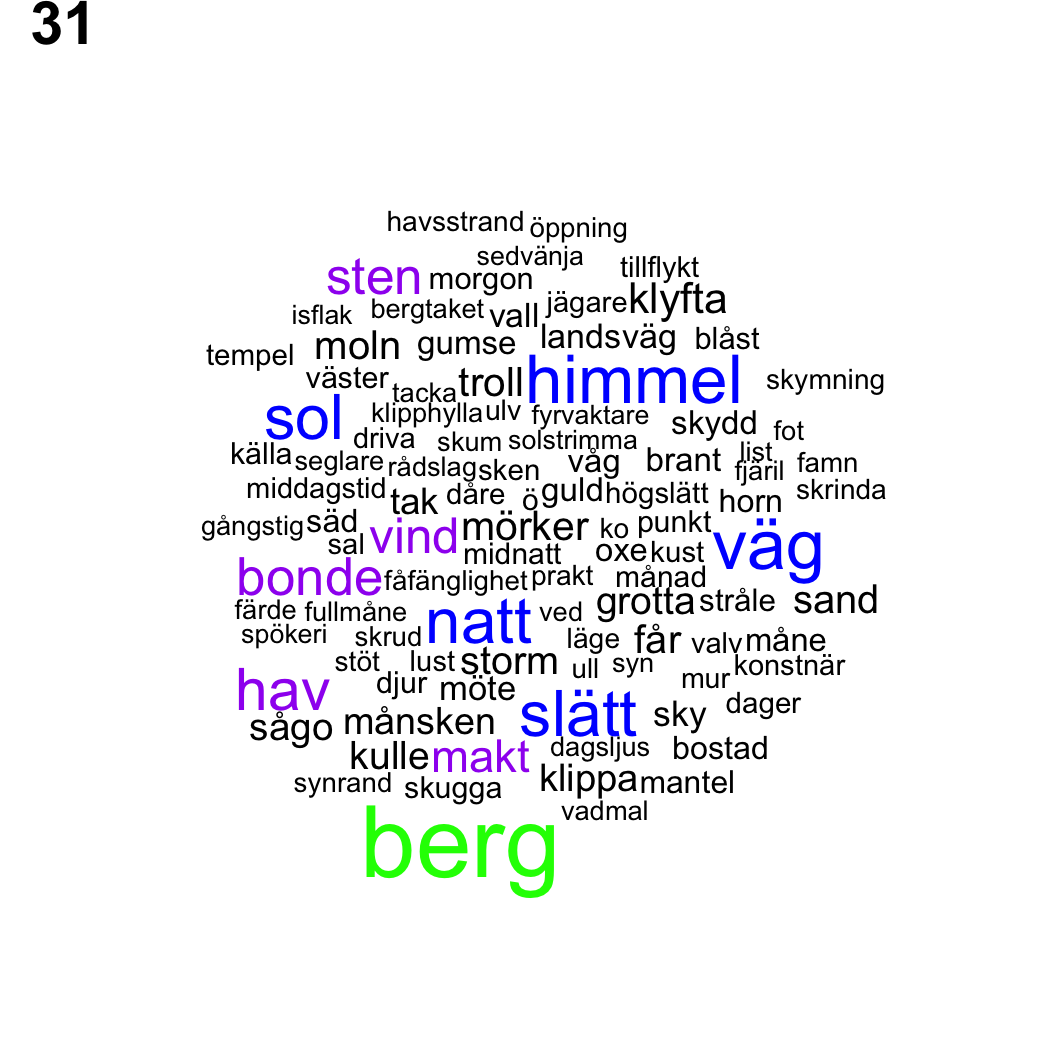 31
havsstrand öppning
sedvänja tillflykt
sten morgon
jägare klyfta
isflak bergtaket vall
landsväg blåst
tempel moln gumse
väster tacka troll himmel skymning
sol klipphylla ulv fyrvaktare skydd fot
driva skum solstrimma
källa seglare rådslag sken våg brant list fjäril famn
middagstid tak dåre ö guld högslätt horn skrinda
gångstig säd sal vind mörker ko punkt väg
midnatt oxe kust
bonde fåfänglighet prakt månad
färde fullmåne natt ved grotta stråle sand
spökeri skrud läge får valv måne
stöt lust storm ull syn mur konstnär
hav djur möte slätt sky dager
sågo månsken
kulle makt dagsljus bostad
synrand skugga klippa mantel
vadmal
berg